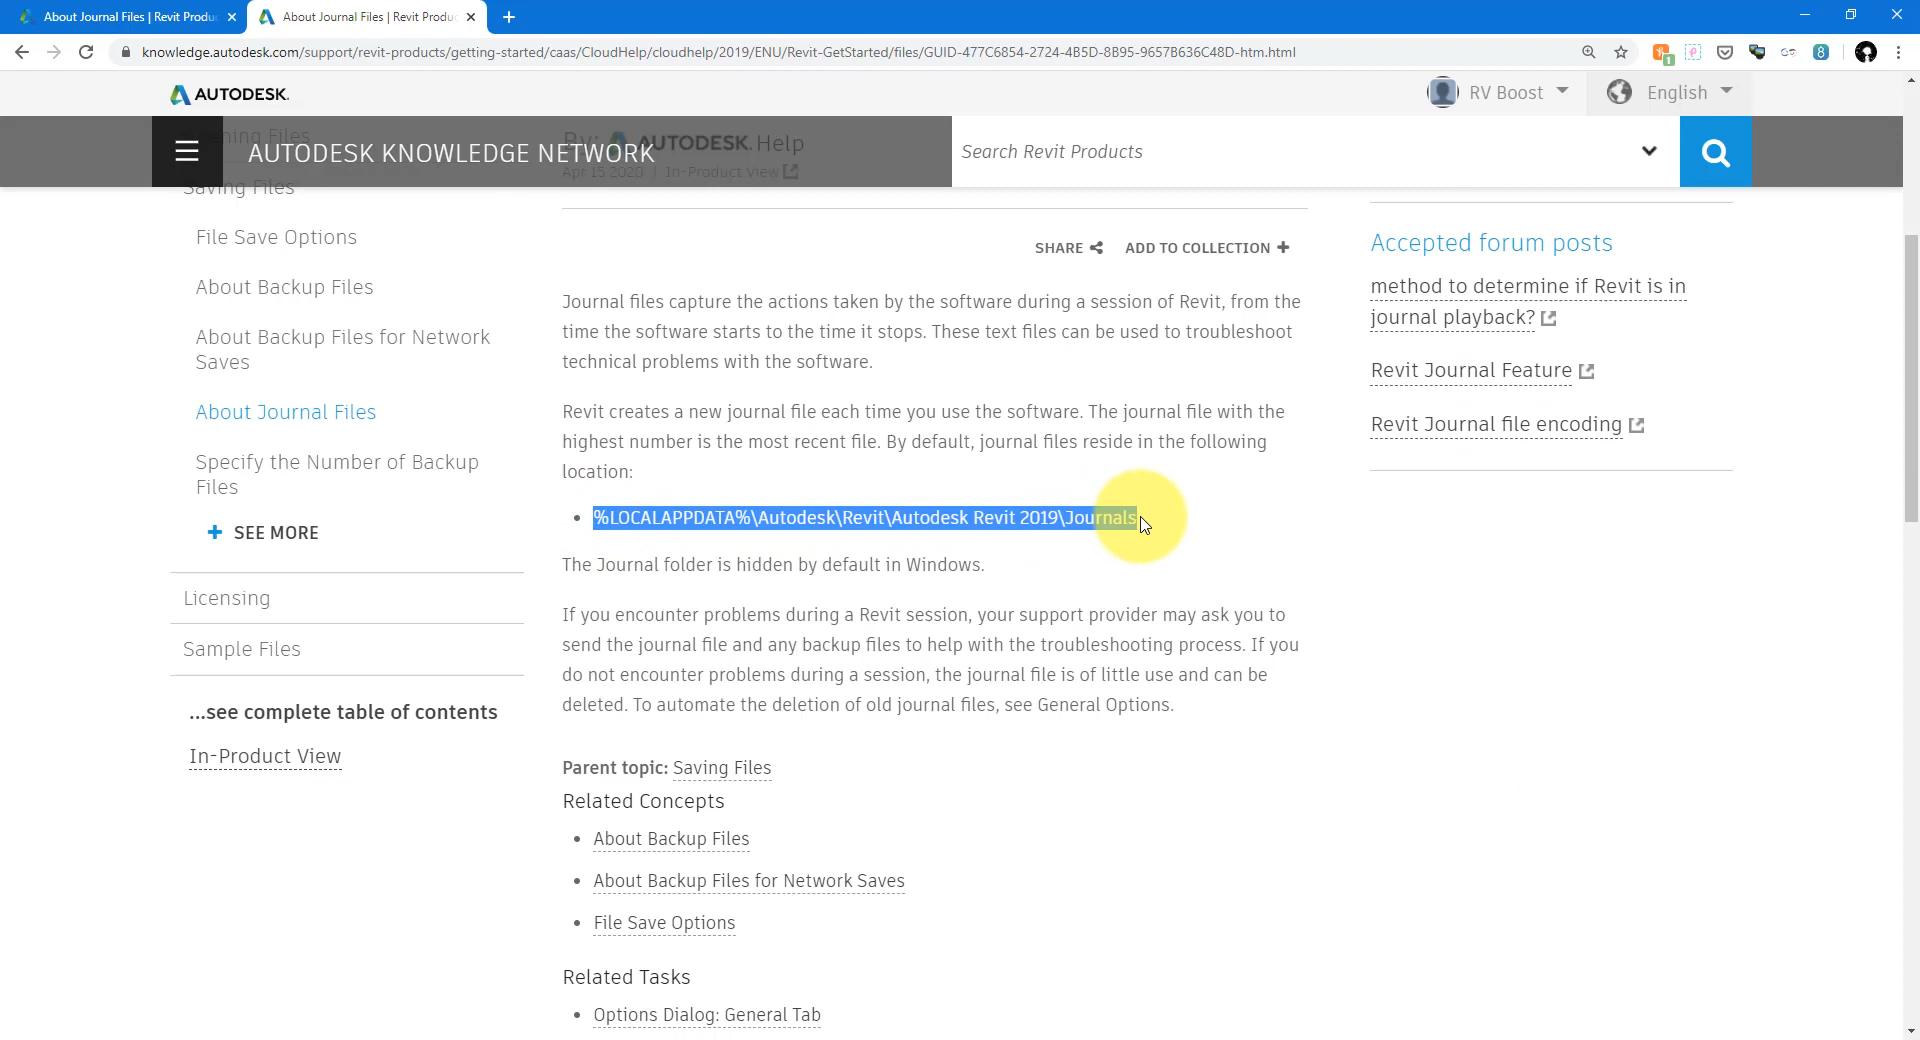 About Journal Files | Revit Produc
About Journal Files | Revit Produc
knowledge.autodesk.com/support/revit-products/getting-started/caas/CloudHelp/cloudhelp/2019/ENU/Revit-GetStarted/files/GUID-477C6854-2724-4B5D-8B95-9657B636C48D-htm.html
1
8
AUTODESK.
RV Boost
English
By: AUTODESK. Help
AUTODESK KNOWLEDGE NETWORK
Search Revit Products
Apr 15 2020 | In-Product View
Saving Files
File Save Options
About Backup Files
About Backup Files for Network
Saves
About Journal Files
Specify the Number of Backup
Files
SEE MORE
Licensing
Sample Files
...see complete table of contents
In-Product View
SHARE
ADD TO COLLECTION
Journal files capture the actions taken by the software during a session of Revit, from the
time the software starts to the time it stops. These text files can be used to troubleshoot
technical problems with the software.
Revit creates a new journal file each time you use the software. The journal file with the
highest number is the most recent file. By default, journal files reside in the following
location:
• %LOCALAPPDATA%\Autodesk\Revit\Autodesk Revit 2019\Journals
The Journal folder is hidden by default in Windows.
If you encounter problems during a Revit session, your support provider may ask you to
send the journal file and any backup files to help with the troubleshooting process. If you
do not encounter problems during a session, the journal file is of little use and can be
deleted. To automate the deletion of old journal files, see General Options.
Parent topic: Saving Files
Related Concepts
• About Backup Files
• About Backup Files for Network Saves
• File Save Options
Related Tasks
• Options Dialog: General Tab
Accepted forum posts
method to determine if Revit is in
journal playback?
Revit Journal Feature
Revit Journal file encoding